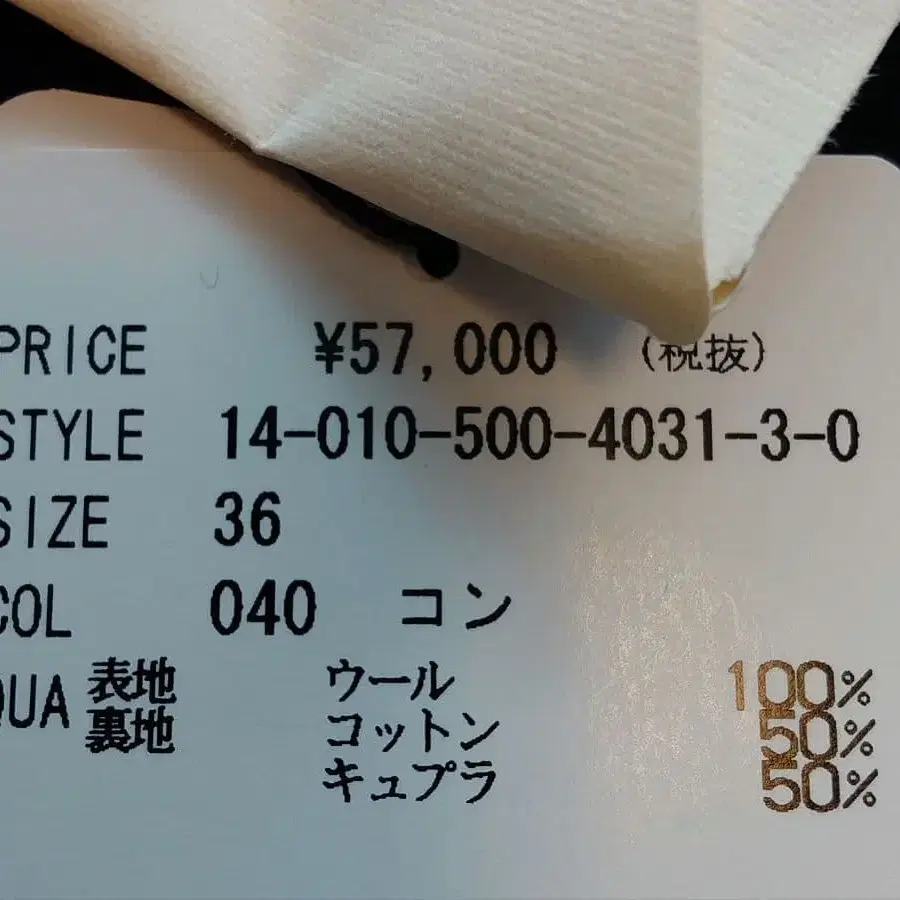 PRICE ¥57,000 (税抜)
STYLE 14-010-500-4031-3-0
SIZE 36
COL 040 コン
QUA 表地 ウール 100%
裏地 コットン 50%
キュプラ 50%